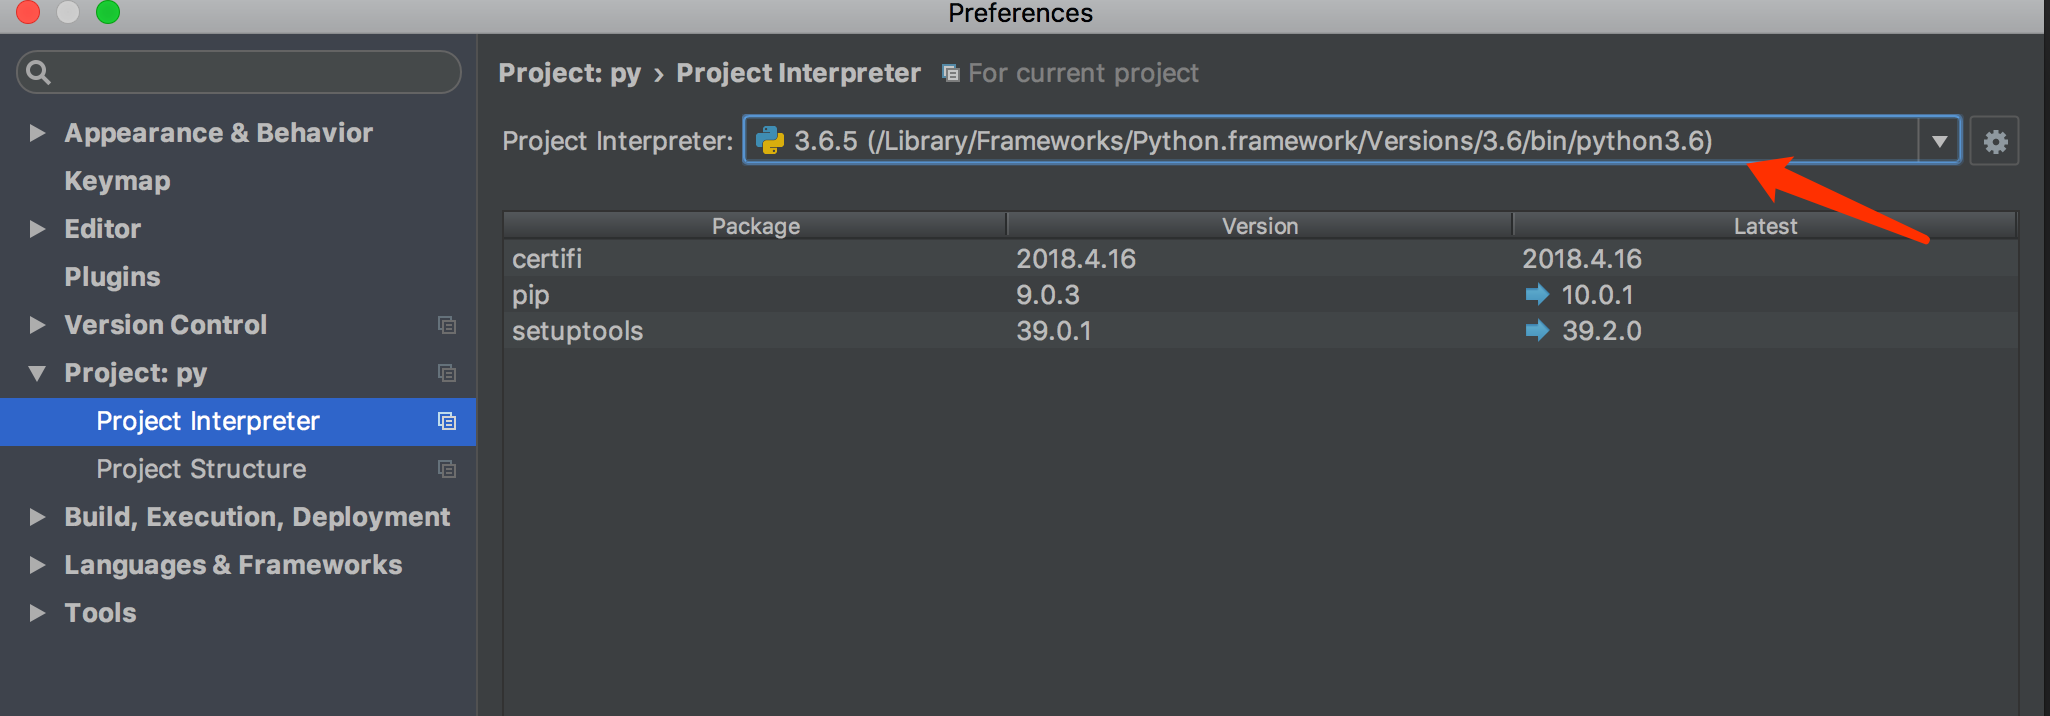 Preferences
Project: py › Project Interpreter For current project
Project Interpreter: 3.6.5 (/Library/Frameworks/Python.framework/Versions/3.6/bin/python3.6)
Appearance & Behavior
Keymap
Editor
Plugins
Version Control
Project: py
Project Interpreter
Project Structure
Build, Execution, Deployment
Languages & Frameworks
Tools
Package Version Latest
certifi 2018.4.16 2018.4.16
pip 9.0.3 10.0.1
setuptools 39.0.1 39.2.0